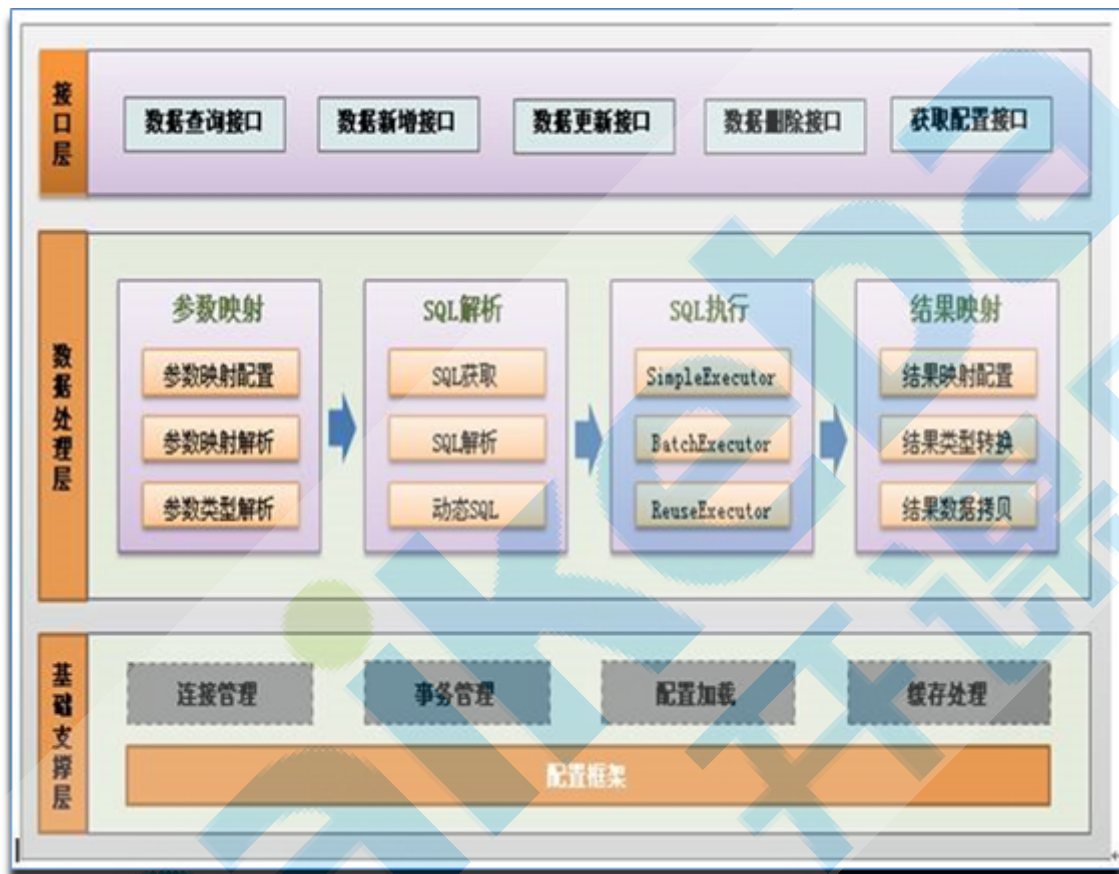 接口层
数据查询接口
数据新增接口
数据更新接口
数据删除接口
获取配置接口
数据处理层
参数映射
参数映射配置
参数映射解析
参数类型解析
SQL解析
SQL获取
SQL解析
动态SQL
SQL执行
SimpleExecutor
BatchExecutor
ReuseExecutor
结果映射
结果映射配置
结果类型转换
结果数据拷贝
基础支撑层
连接管理
事务管理
配置加载
缓存处理
配置框架